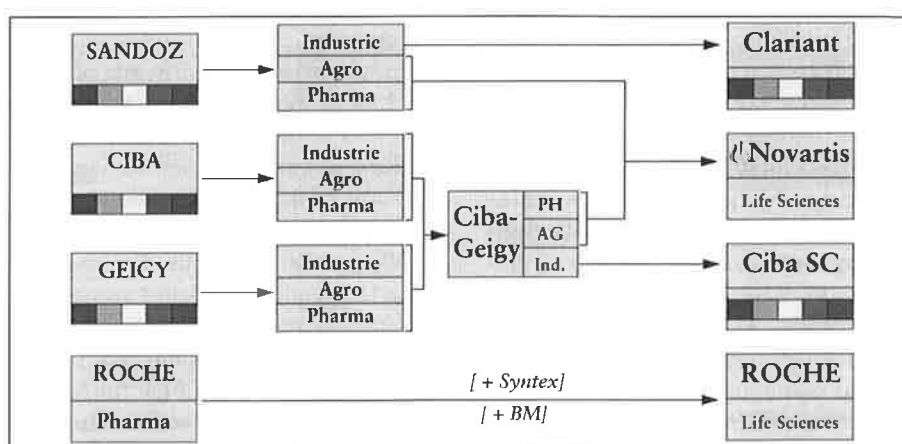 SANDOZ
Industrie
Agro
Pharma
Clariant
CIBA
Industrie
Agro
Pharma
Novartis
Life Sciences
Ciba-
Geigy
PH
AG
Ind.
GEIGY
Industrie
Agro
Pharma
Ciba SC
ROCHE
Pharma
[ + Syntex]
[ + BM]
ROCHE
Life Sciences